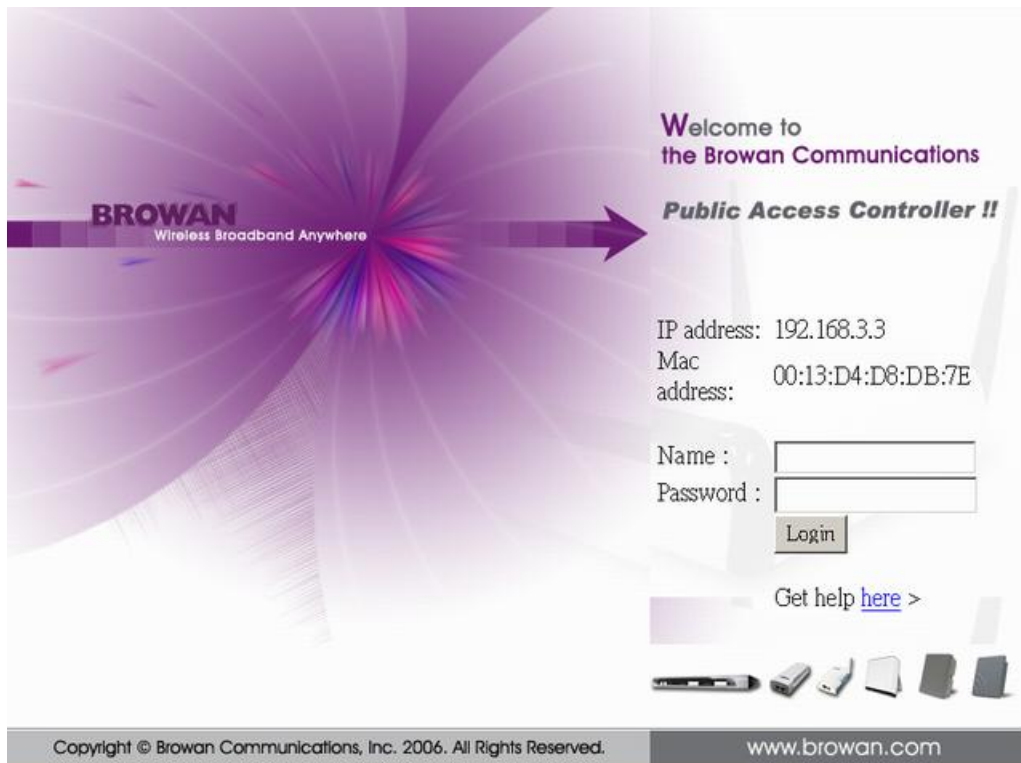 Welcome to
the Browan Communications
Public Access Controller !!
BROWAN
Wireless Broadband Anywhere
IP address: 192.168.3.3
Mac address: 00:13:D4:D8:DB:7E
Name :
Password :
Login
Get help here >
Copyright © Browan Communications, Inc. 2006. All Rights Reserved.
www.browan.com